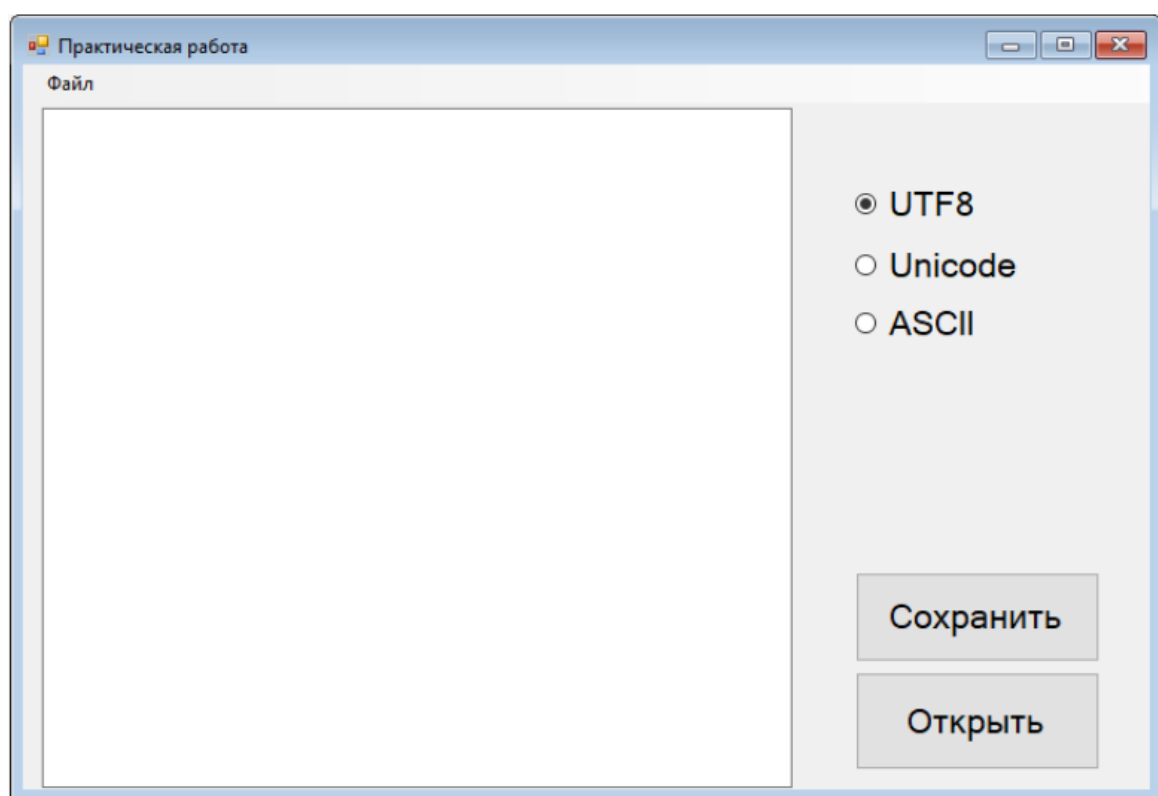 Практическая работа
Файл
UTF8
Unicode
ASCII
Сохранить
Открыть